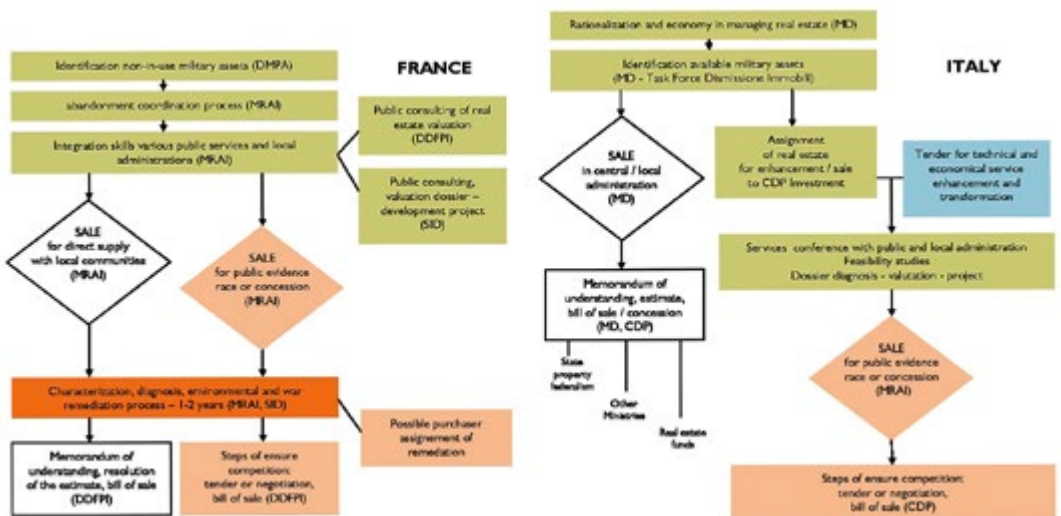 FRANCE
Identification non-in-use military assets (DMPA)
abandonment coordination process (MRAI)
Integration skills various public services and local
administrations (MRAI)
Public consulting of real
estate valuation
(DDFPI)
Public consulting,
valuation dossier –
development project
(SID)
SALE
for direct supply
with local communities
(MRAI)
SALE
for public evidence
race or concession
(MRAI)
Characterization, diagnosis, environmental and war
remediation process – 1-2 years (MRAI, SID)
Possible purchaser
assignement of
remedation
Memorandum of
understanding, resolution
of the estimate, bill of sale
(DDFPI)
Steps of ensure
competition:
tender or negotiation,
bill of sale (DDFPI)
ITALY
Rationalization and economy in managing real estate (MD)
Identification available military assets
(MD - Task Force Dismissione Immobili)
SALE
in central / local
administration
(MD)
Assignment
of real estate
for enhancement / sale
to CDP Investment
Tender for technical and
economical service
enhancement and
transformation
Services conference with public and local administration
Feasibility studies
Dossier diagnosis - valutation - project
Memorandum of
understanding, estimate,
bill of sale / concession
(MD, CDP)
State
property
federalism
Other
Ministries
Real estate
funds
SALE
for public evidence
race or concession
(MRAI)
Steps of ensure competition:
tender or negotiation,
bill of sale (CDP)